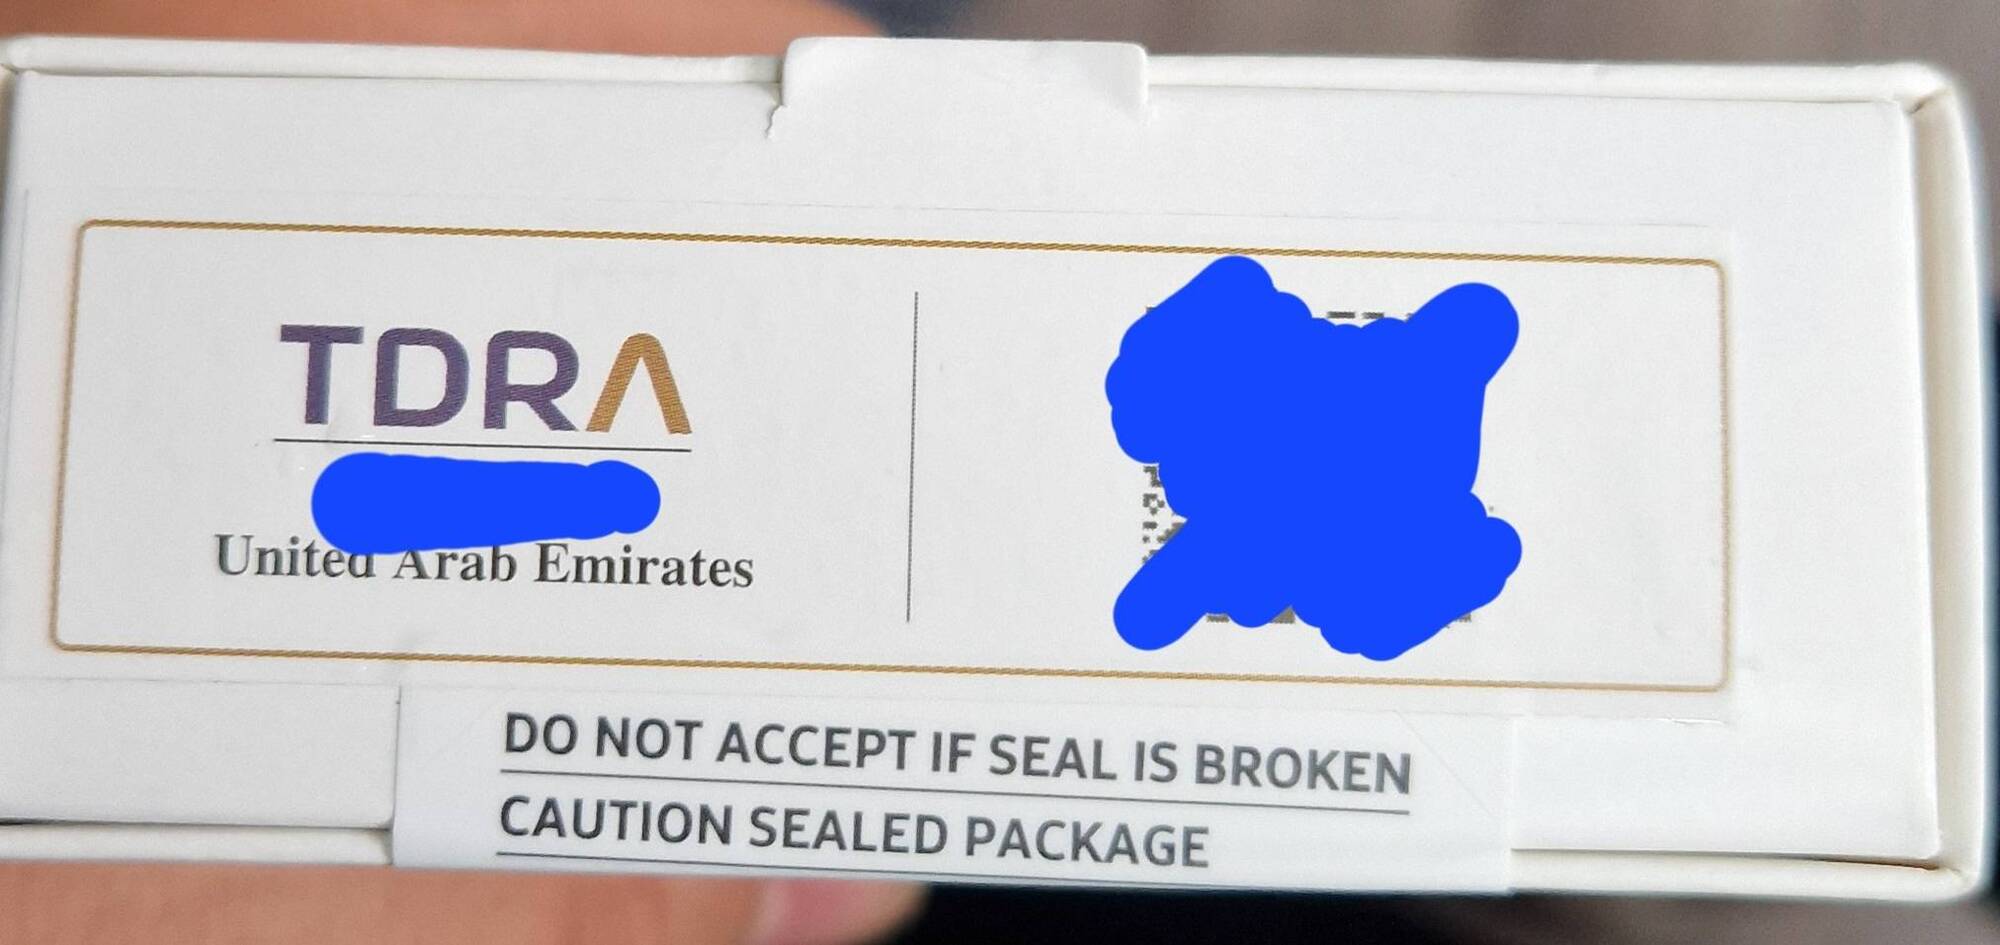 TDRA
United Arab Emirates
DO NOT ACCEPT IF SEAL IS BROKEN
CAUTION SEALED PACKAGE